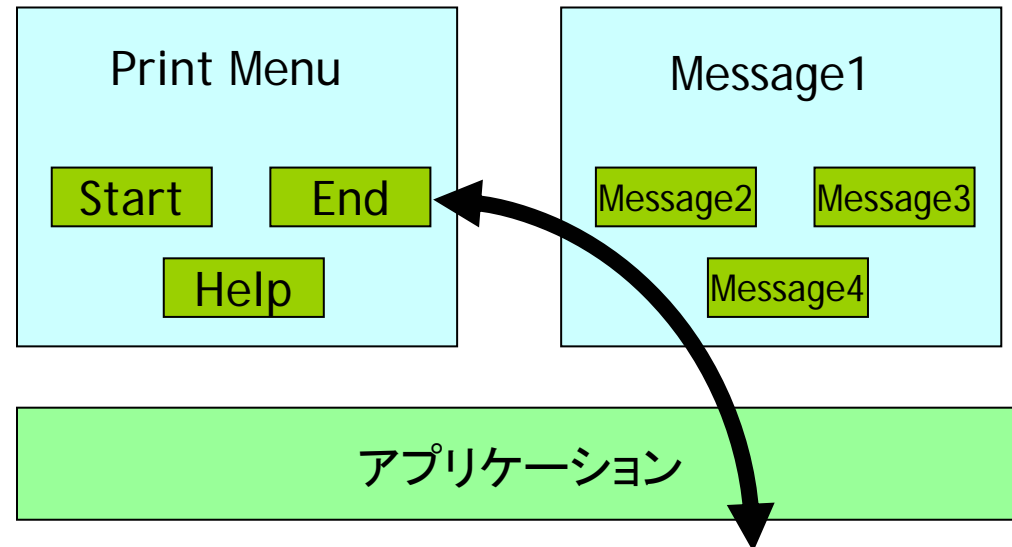 Print Menu
Start
End
Help
Message1
Message2
Message3
Message4
アプリケーション